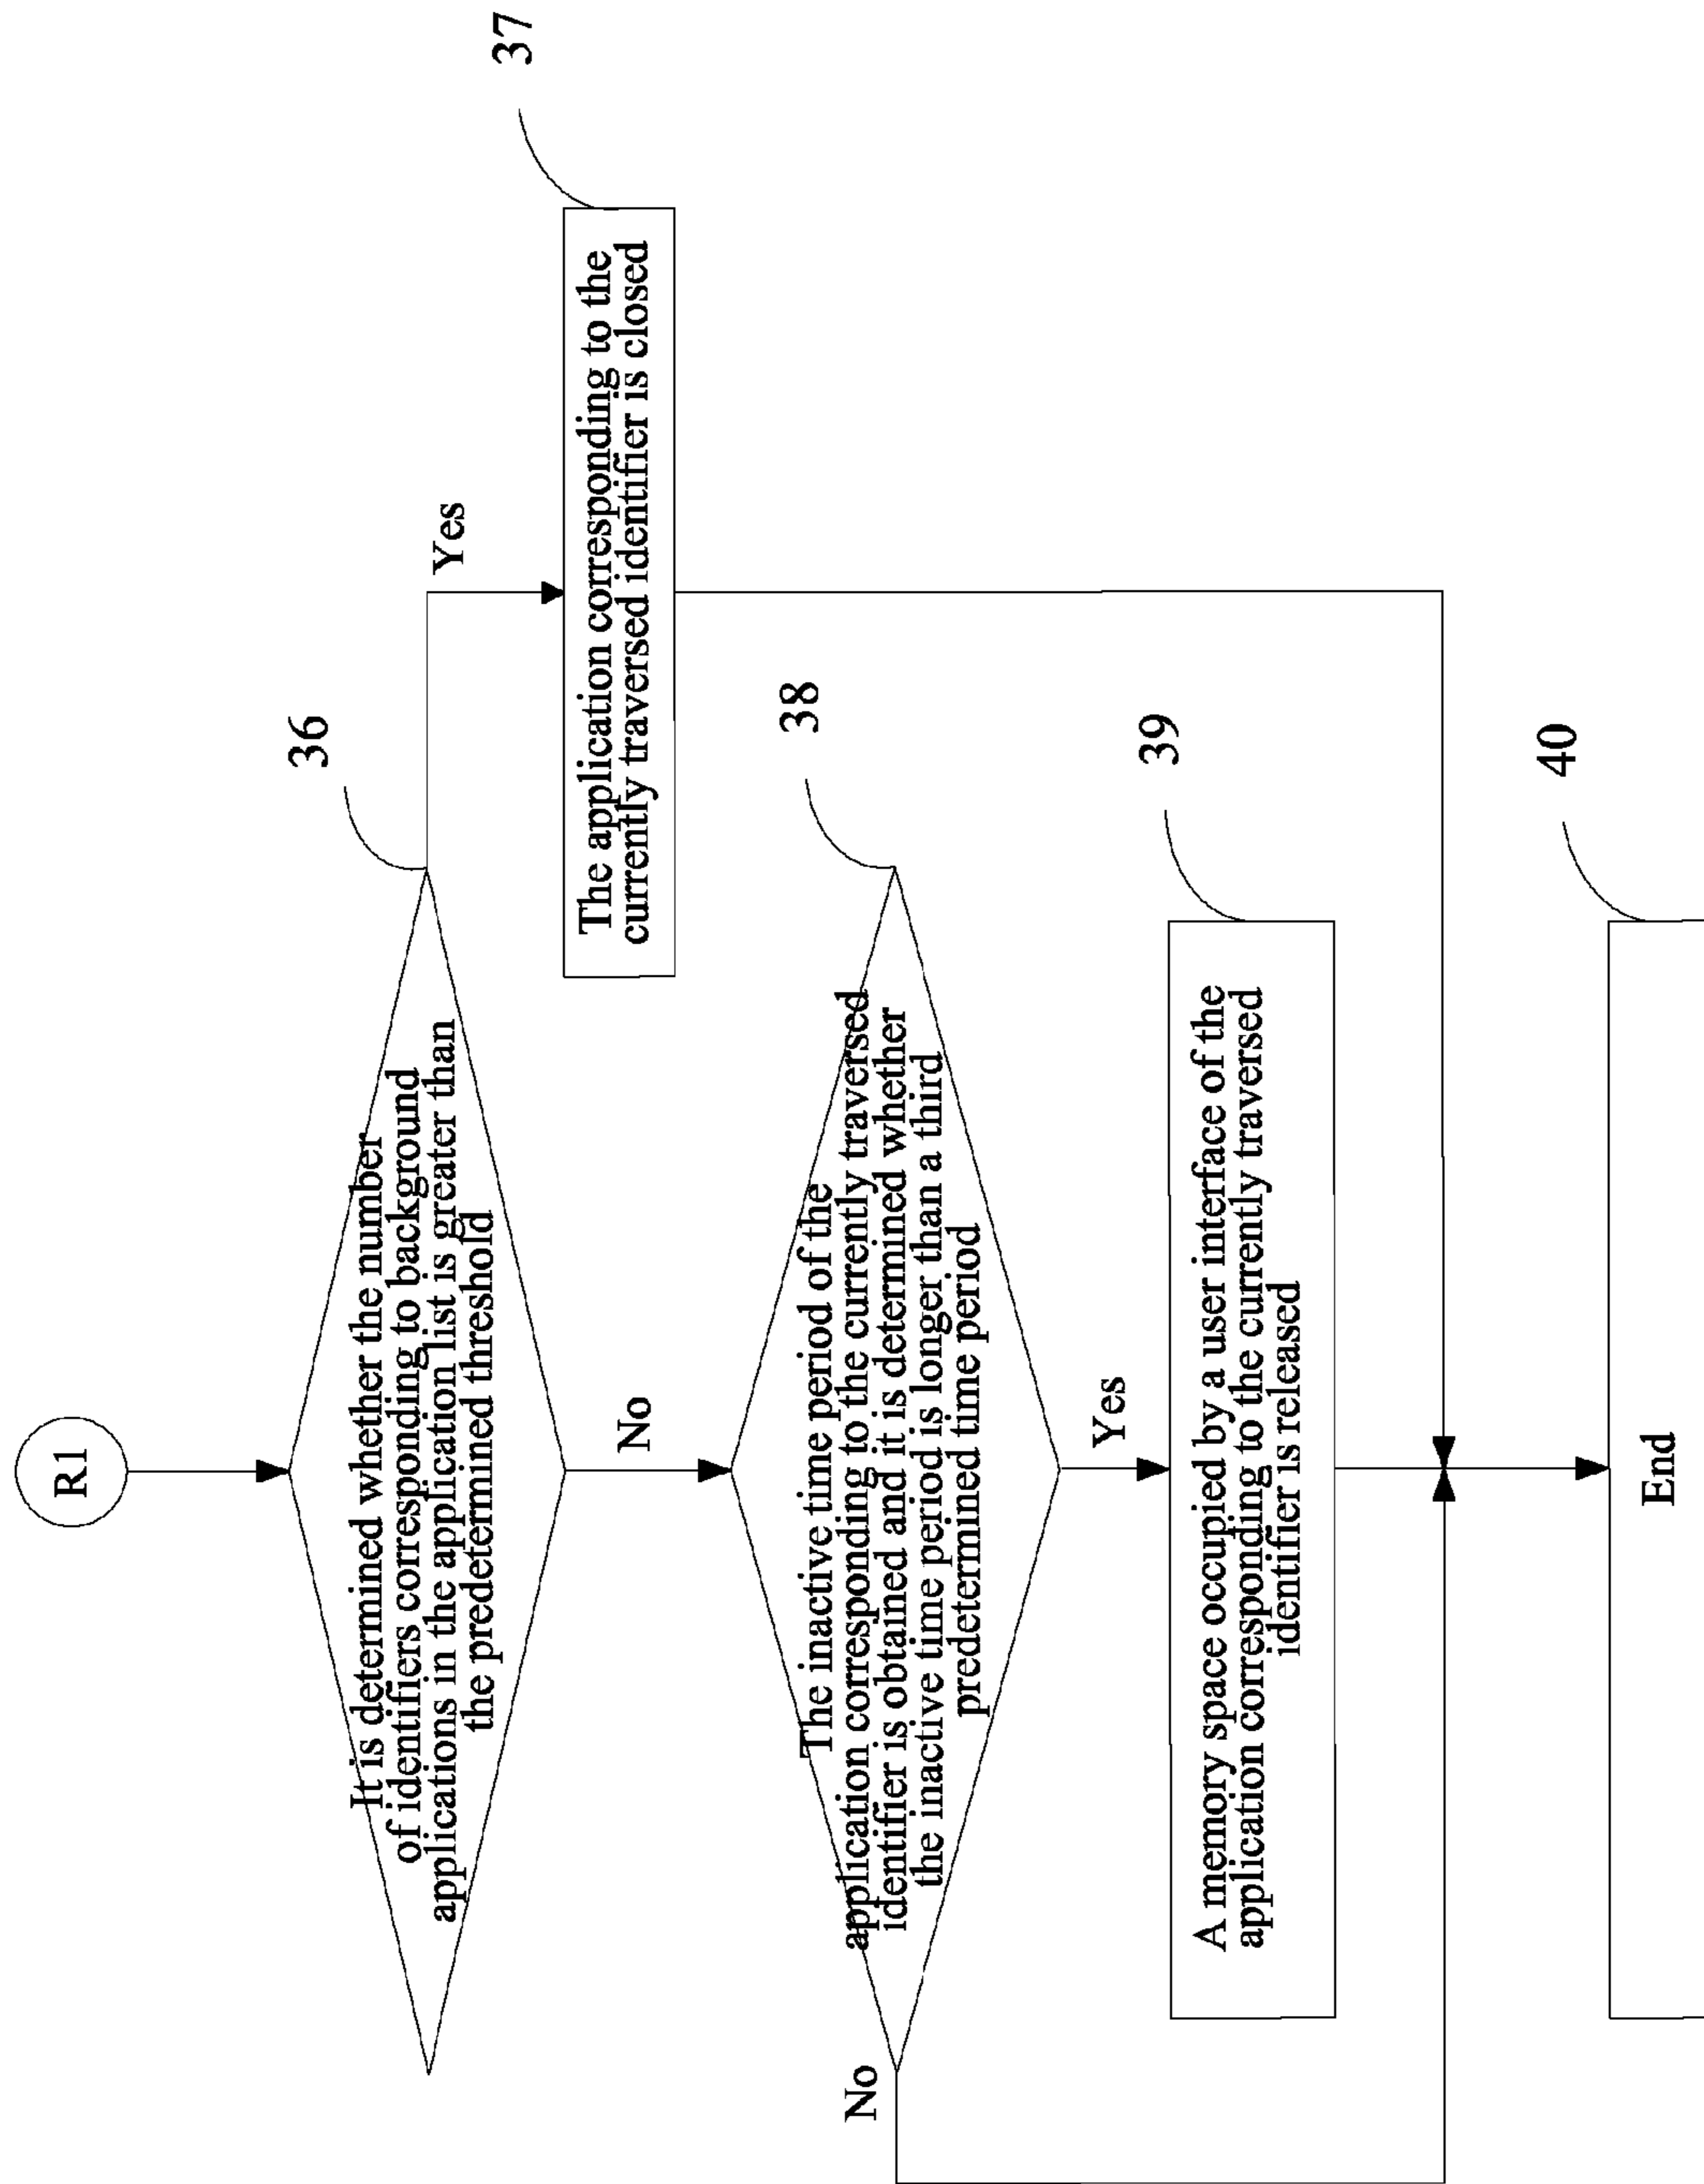 R1
36
It is determined whether the number
of identifiers corresponding to background
applications in the application list is greater than
the predetermined threshold
Yes
37
The application corresponding to the
currently traversed identifier is closed
No
38
The inactive time period of the
application corresponding to the currently traversed
identifier is obtained and it is determined whether
the inactive time period is longer than a third
predetermined time period
No
Yes
39
A memory space occupied by a user interface of the
application corresponding to the currently traversed
identifier is released
40
End